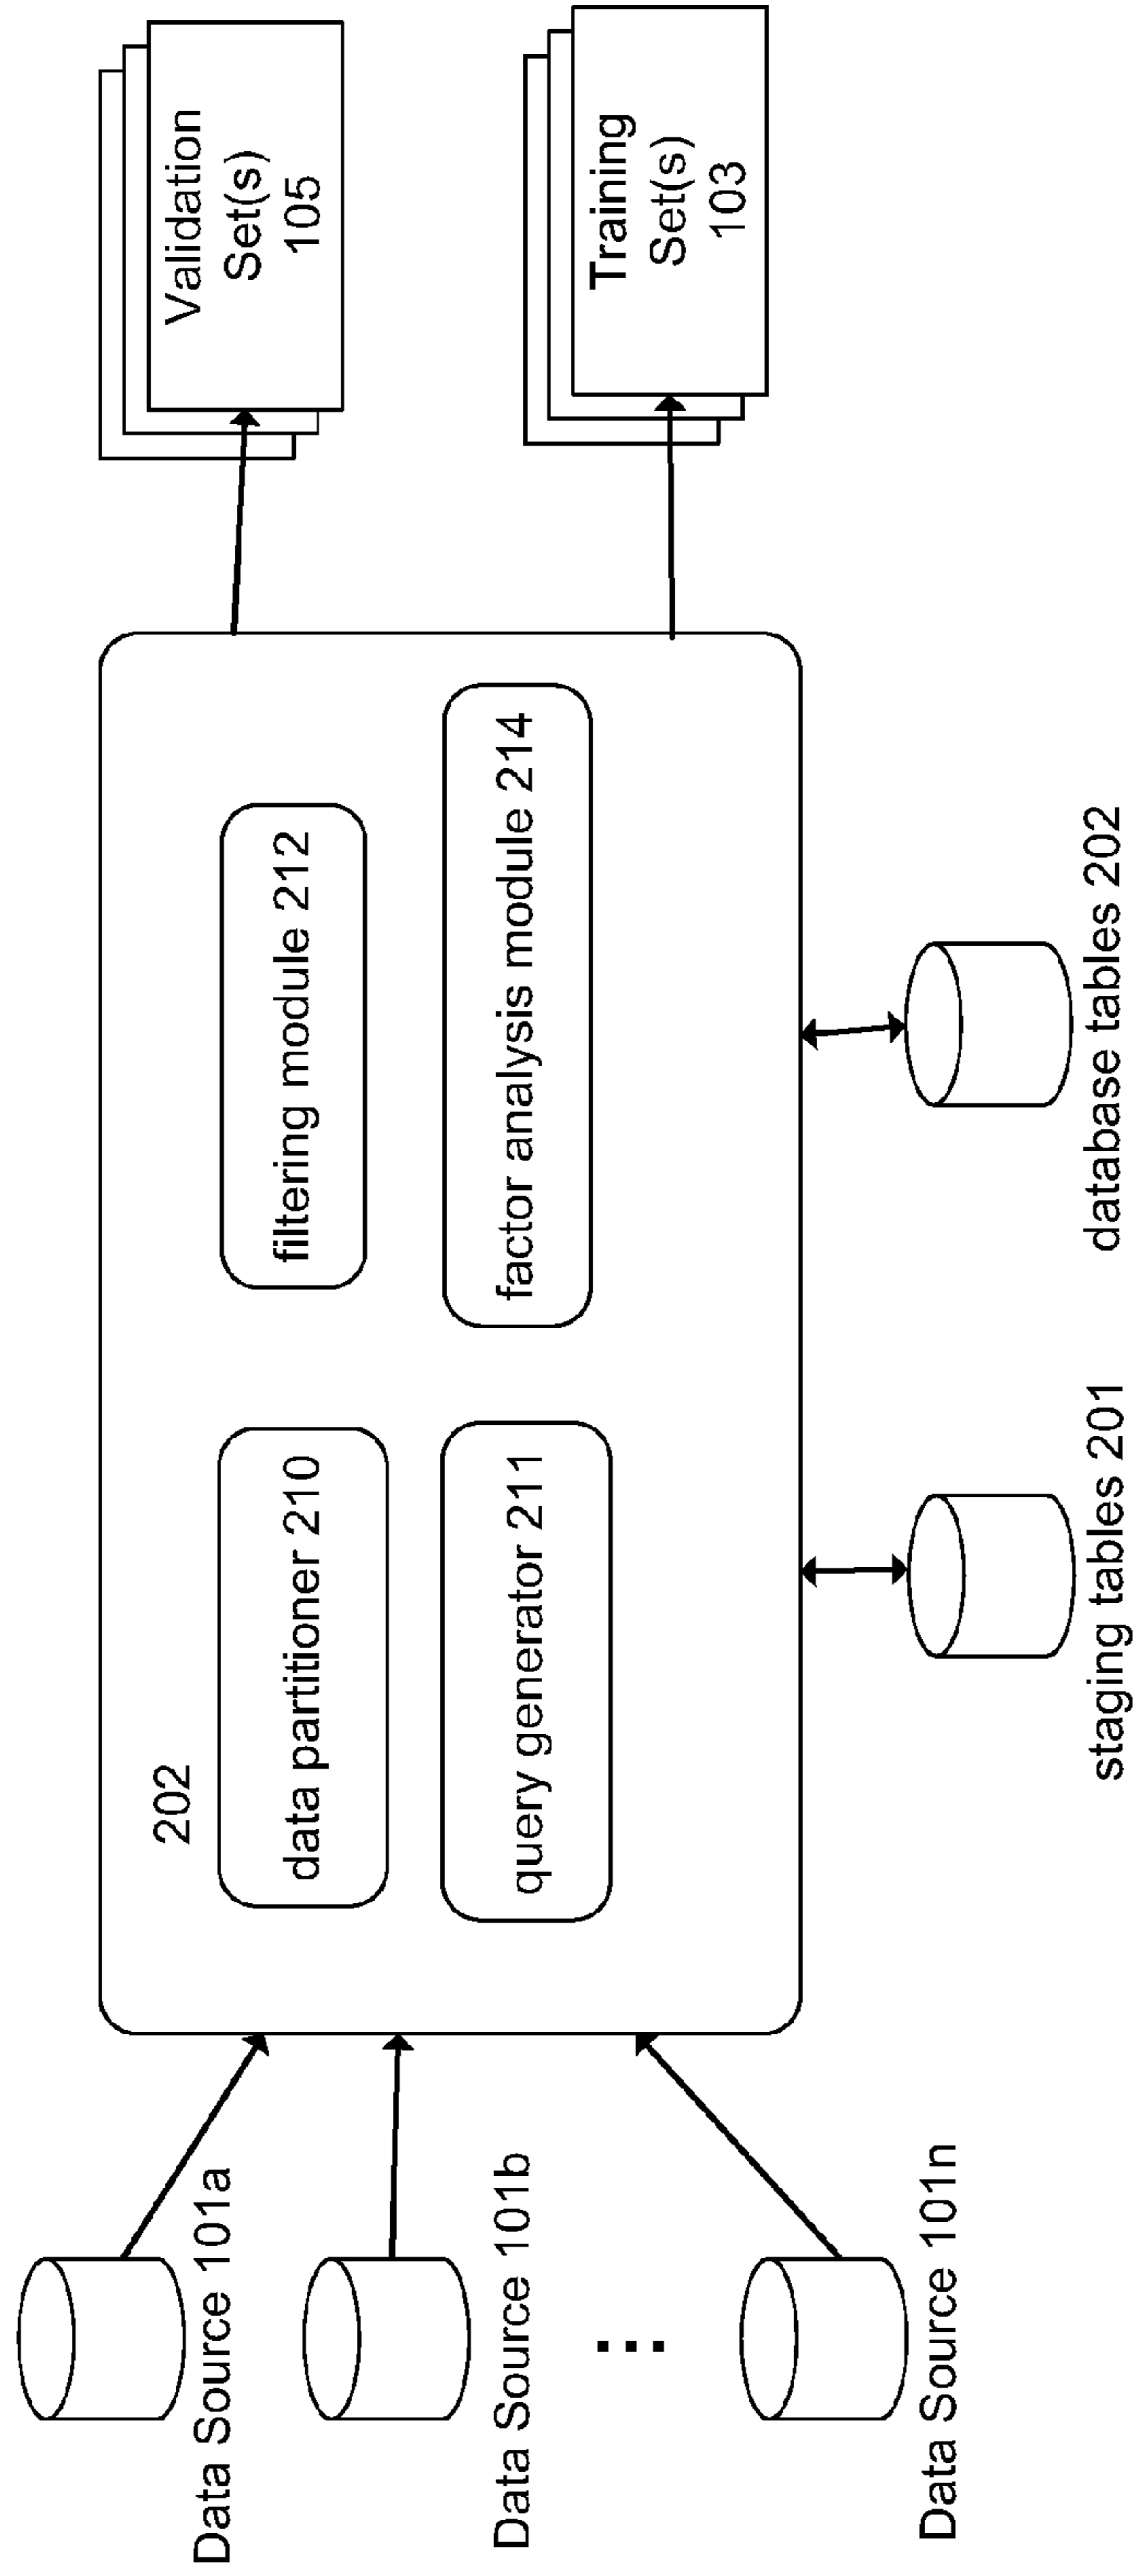 Data Source 101a
Data Source 101b
...
Data Source 101n
202
data partitioner 210
query generator 211
filtering module 212
factor analysis module 214
staging tables 201
database tables 202
Validation
Set(s)
105
Training
Set(s)
103